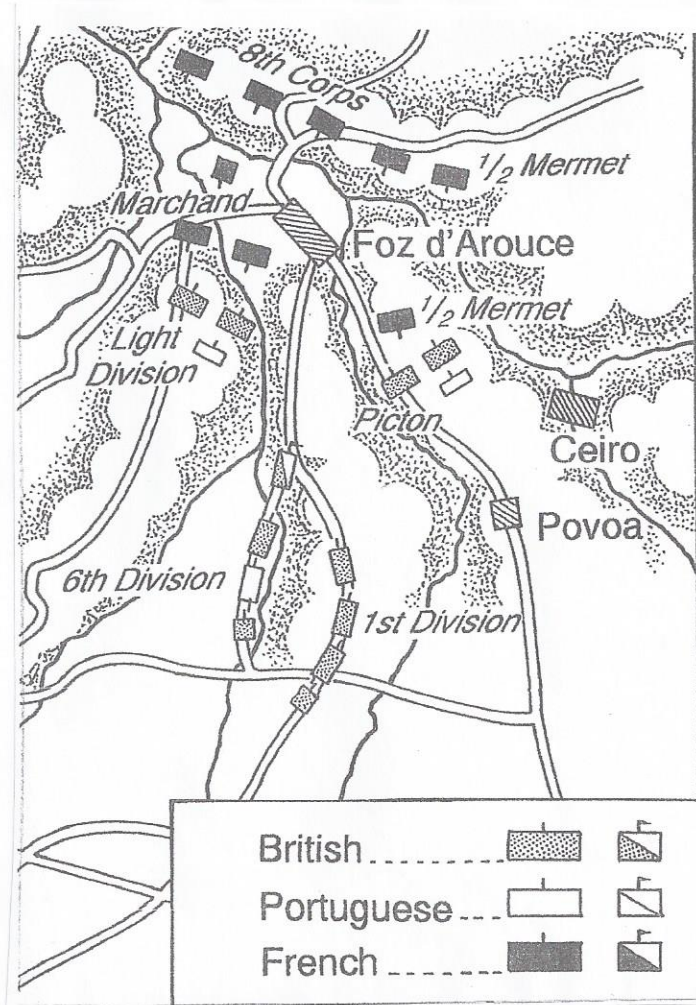 8th Corps
1/2 Mermet
Marchand
Foz d'Arouce
1/2 Mermet
Light
Division
Picton
Ceiro
Povoa
6th Division
1st Division
British
Portuguese
French